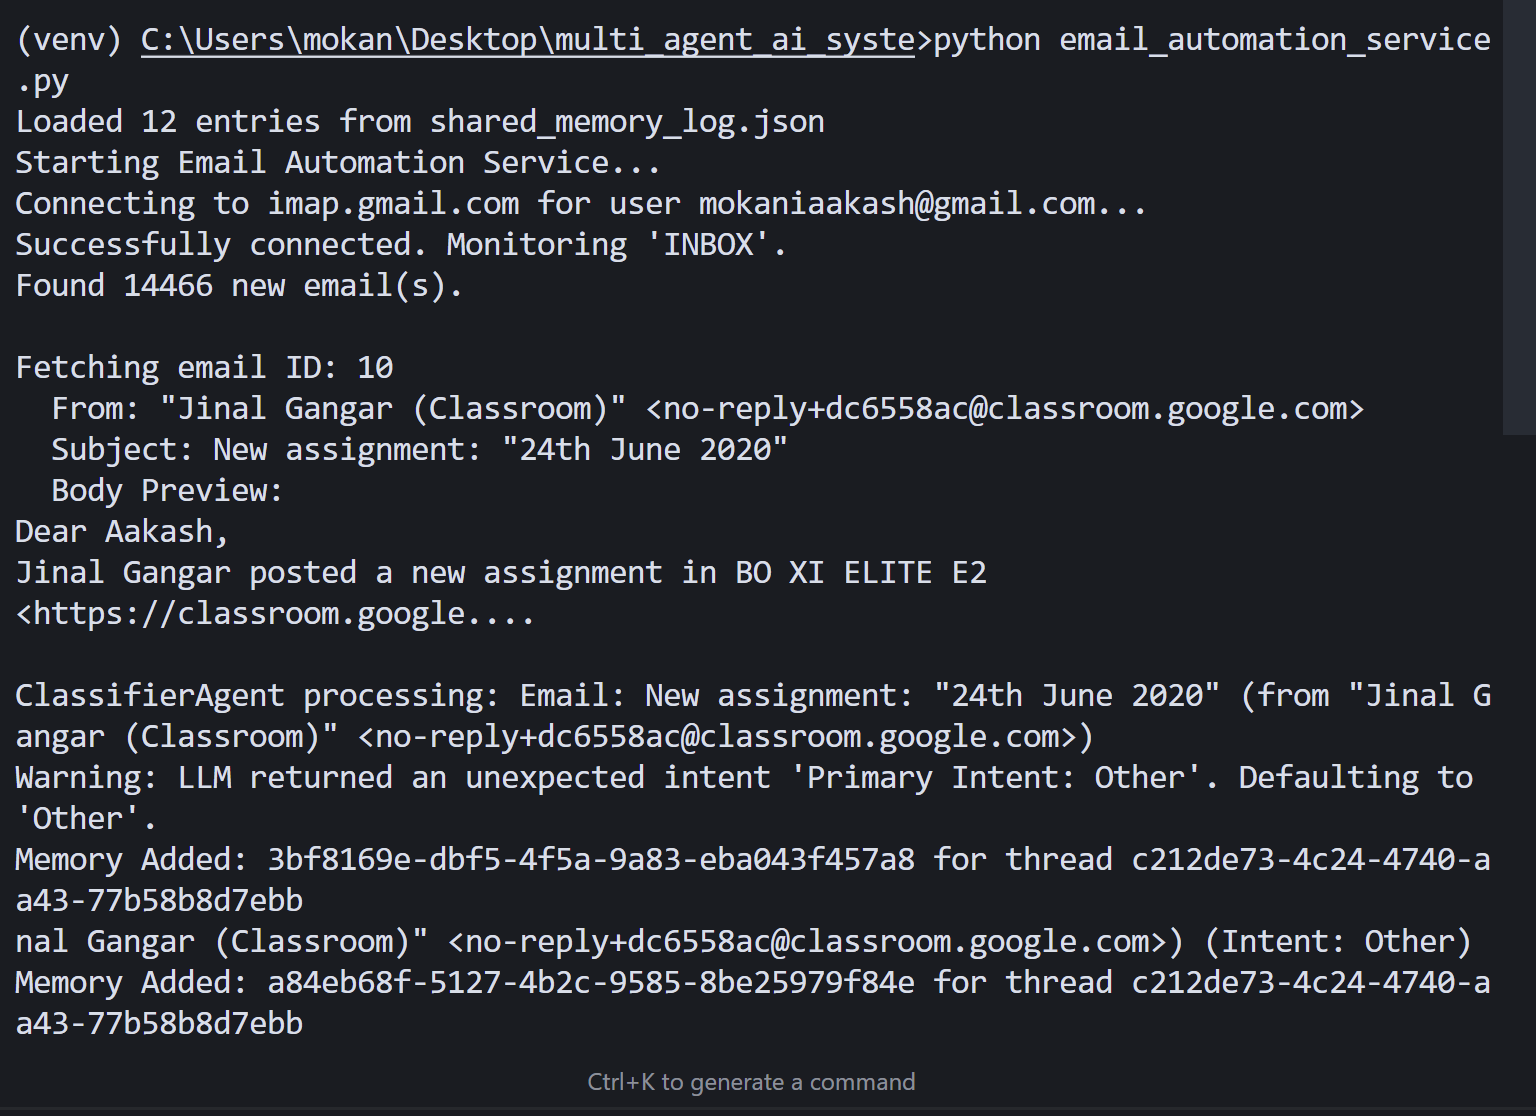 (venv) C:\Users\mokan\Desktop\multi_agent_ai_syste>python email_automation_service
.py
Loaded 12 entries from shared_memory_log.json
Starting Email Automation Service...
Connecting to imap.gmail.com for user mokaniaakash@gmail.com...
Successfully connected. Monitoring 'INBOX'.
Found 14466 new email(s).

Fetching email ID: 10
  From: "Jinal Gangar (Classroom)" <no-reply+dc6558ac@classroom.google.com>
  Subject: New assignment: "24th June 2020"
  Body Preview:
Dear Aakash,
Jinal Gangar posted a new assignment in BO XI ELITE E2
<https://classroom.google....

ClassifierAgent processing: Email: New assignment: "24th June 2020" (from "Jinal G
angar (Classroom)" <no-reply+dc6558ac@classroom.google.com>)
Warning: LLM returned an unexpected intent 'Primary Intent: Other'. Defaulting to
'Other'.
Memory Added: 3bf8169e-dbf5-4f5a-9a83-eba043f457a8 for thread c212de73-4c24-4740-a
a43-77b58b8d7ebb
nal Gangar (Classroom)" <no-reply+dc6558ac@classroom.google.com>) (Intent: Other)
Memory Added: a84eb68f-5127-4b2c-9585-8be25979f84e for thread c212de73-4c24-4740-a
a43-77b58b8d7ebb
Ctrl+K to generate a command